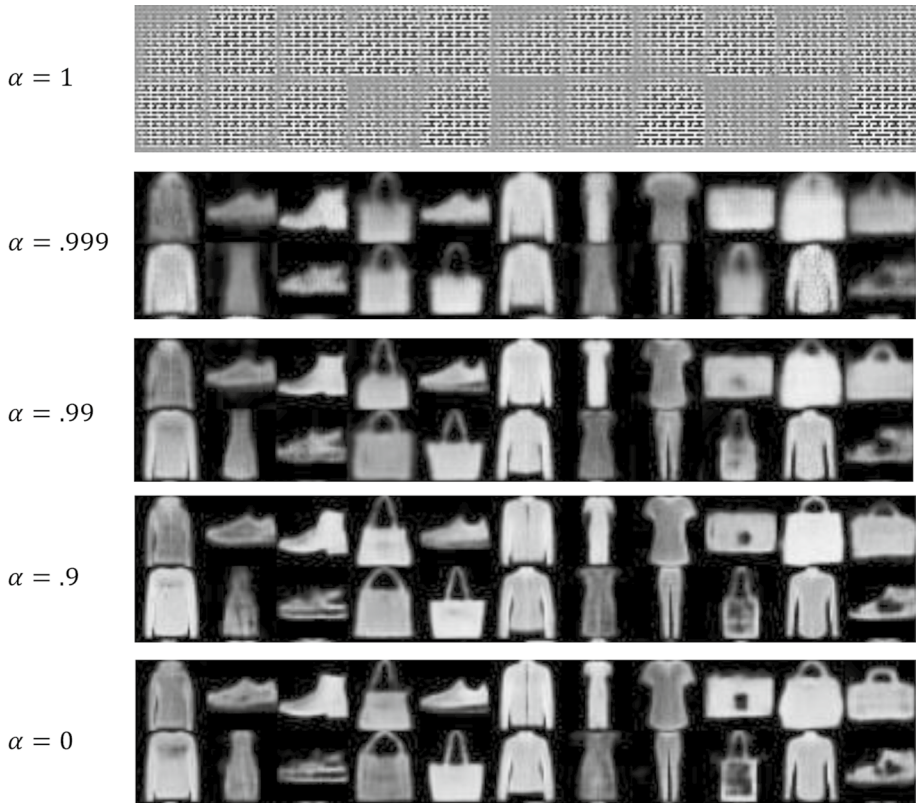 α = 1
α = .999
α = .99
α = .9
α = 0